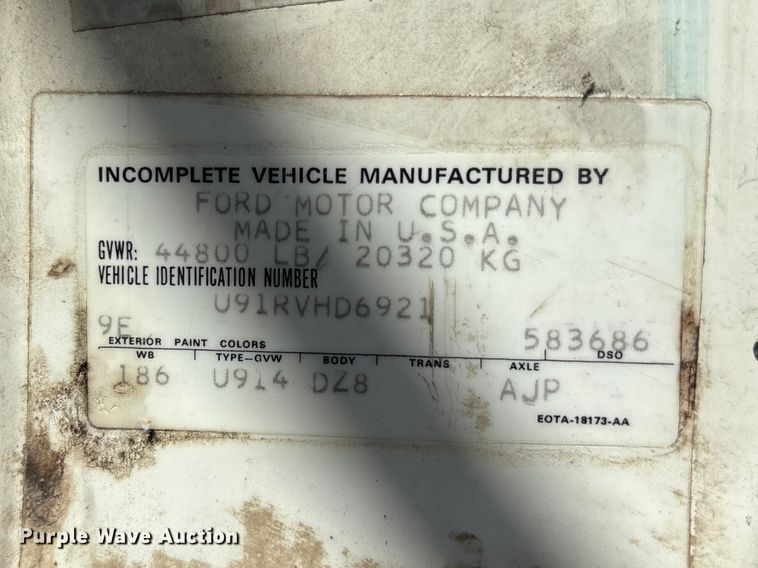 INCOMPLETE VEHICLE MANUFACTURED BY
FORD MOTOR COMPANY
MADE IN U.S.A.
GVWR: 44800 LB/ 20320 KG
VEHICLE IDENTIFICATION NUMBER
U91RVHD6921
9E 583686
EXTERIOR PAINT COLORS DSO
WB TYPE-GVW BODY TRANS AXLE
186 U914 DZ8 AJP
EOTA-18173-AA
Purple Wave Auction